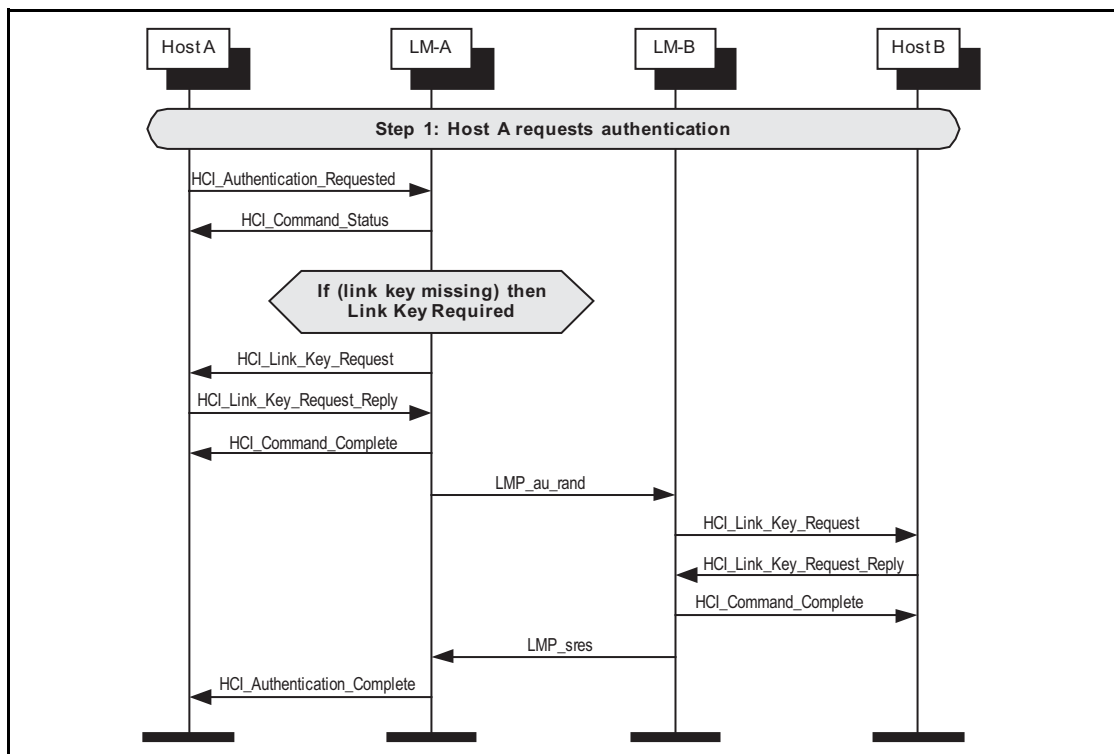 Host A
LM-A
LM-B
Host B
Step 1: Host A requests authentication
HCI_Authentication_Requested
HCI_Command_Status
If (link key missing) then
Link Key Required
HCI_Link_Key_Request
HCI_Link_Key_Request_Reply
HCI_Command_Complete
LMP_au_rand
HCI_Link_Key_Request
HCI_Link_Key_Request_Reply
HCI_Command_Complete
LMP_sres
HCI_Authentication_Complete